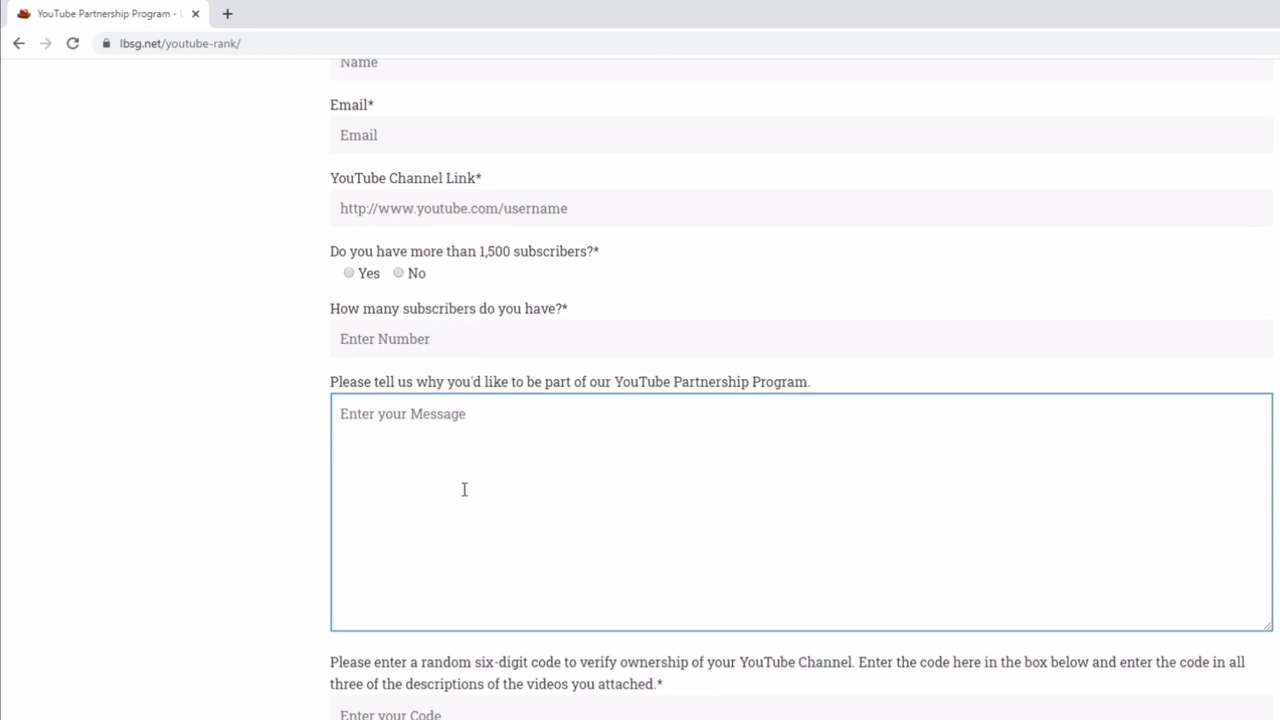 YouTube Partnership Program -
lbsg.net/youtube-rank/
Name
Email*
Email
YouTube Channel Link*
http://www.youtube.com/username
Do you have more than 1,500 subscribers?*
Yes No
How many subscribers do you have?*
Enter Number
Please tell us why you'd like to be part of our YouTube Partnership Program.
Enter your Message
Please enter a random six-digit code to verify ownership of your YouTube Channel. Enter the code here in the box below and enter the code in all
three of the descriptions of the videos you attached.*
Enter your Code